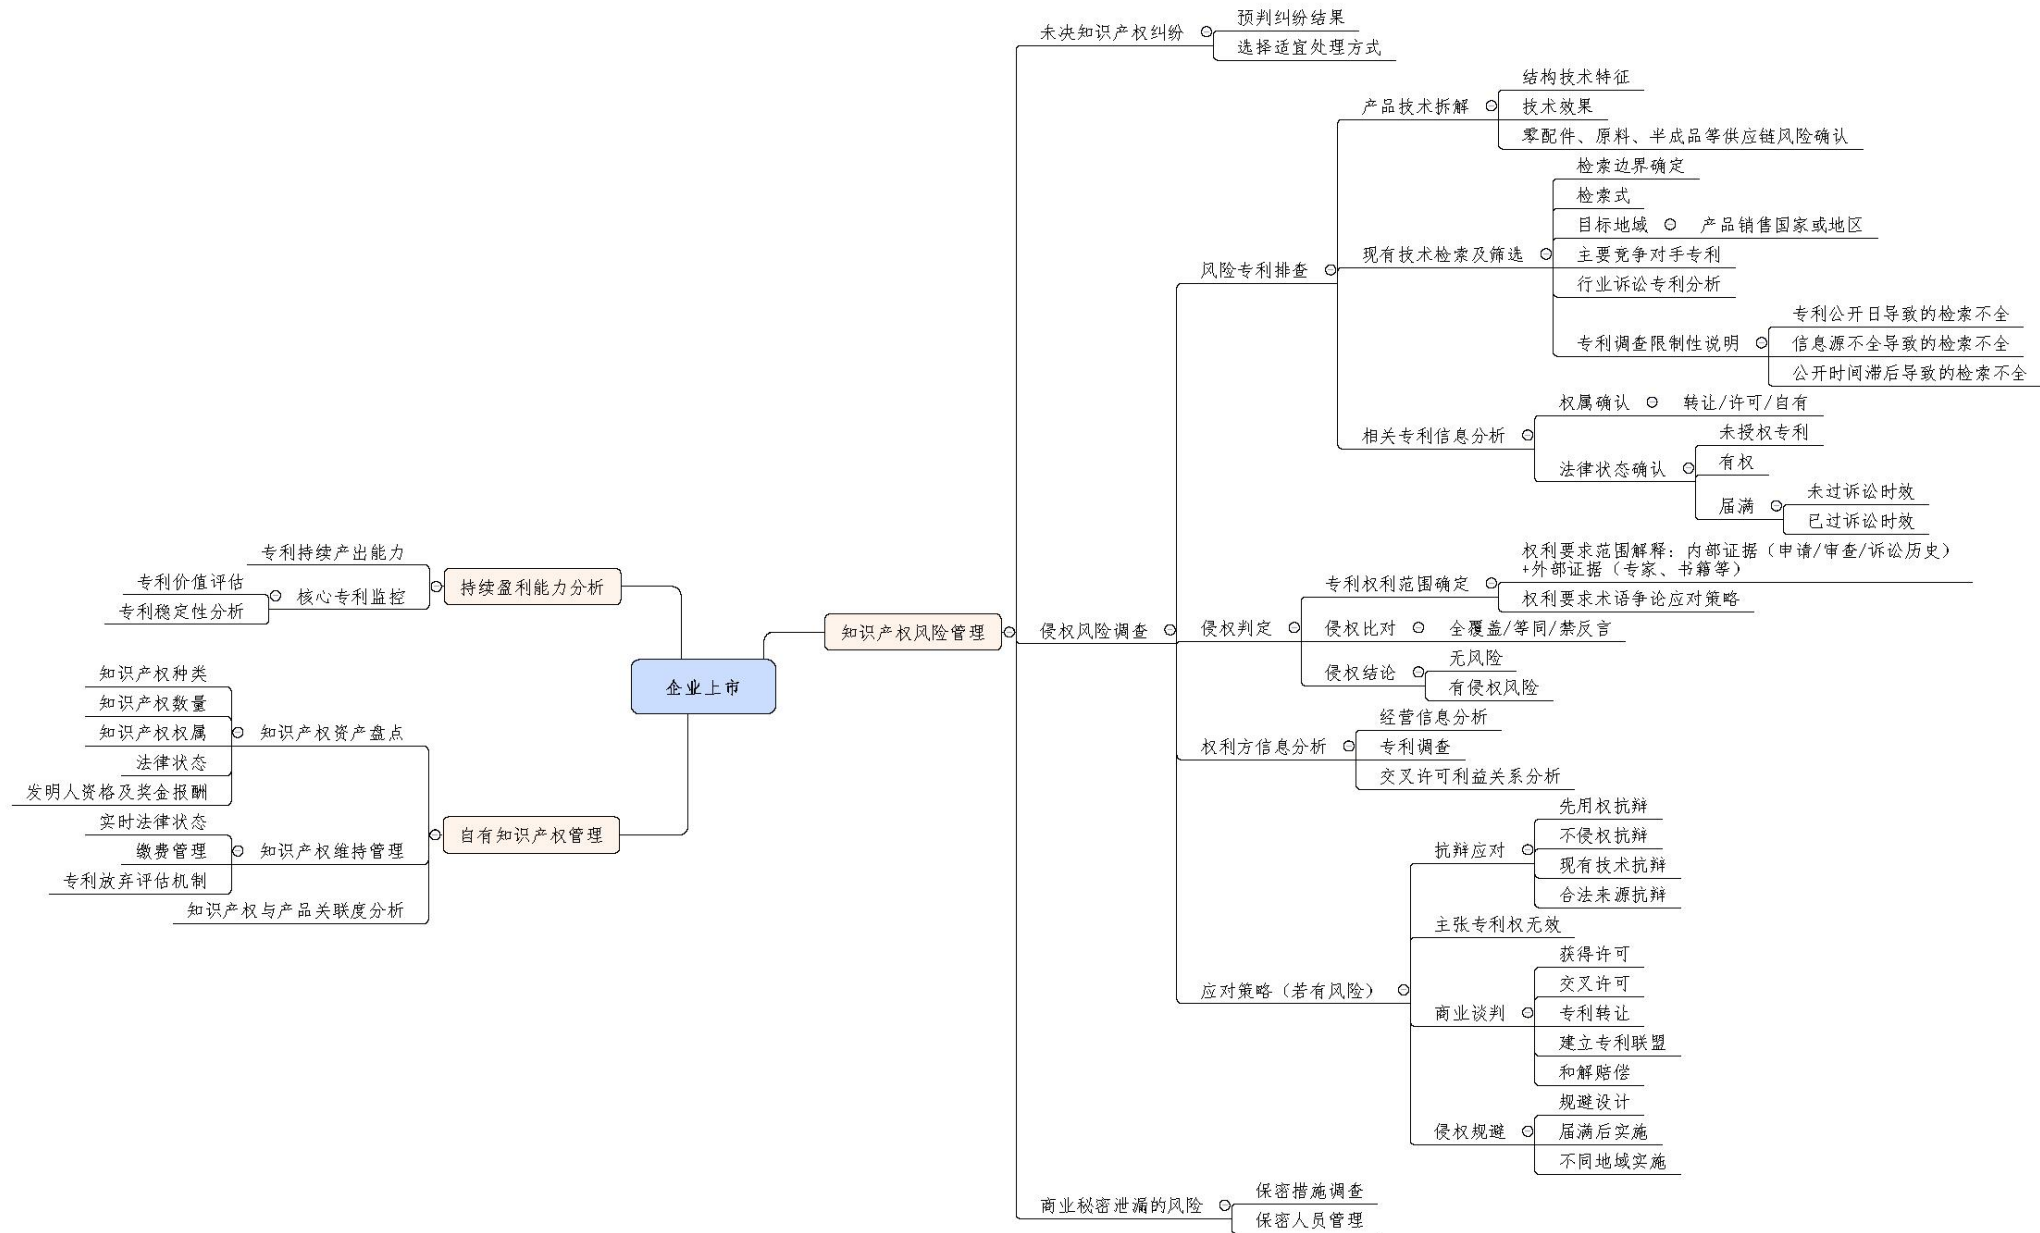 企业上市
知识产权风险管理
未决知识产权纠纷
预判纠纷结果
选择适宜处理方式
侵权风险调查
风险专利排查
产品技术拆解
结构技术特征
技术效果
零配件、原料、半成品等供应链风险确认
现有技术检索及筛选
检索边界确定
检索式
目标地域
产品销售国家或地区
主要竞争对手专利
行业诉讼专利分析
专利调查限制性说明
专利公开日导致的检索不全
信息源不全导致的检索不全
公开时间滞后导致的检索不全
相关专利信息分析
权属确认
转让/许可/自有
法律状态确认
未授权专利
有权
届满
未过诉讼时效
已过诉讼时效
侵权判定
专利权利范围确定
权利要求范围解释：内部证据（申请/审查/诉讼历史）
+外部证据（专家、书籍等）
权利要求术语争论应对策略
侵权比对
全覆盖/等同/禁反言
侵权结论
无风险
有侵权风险
权利方信息分析
经营信息分析
专利调查
交叉许可利益关系分析
应对策略（若有风险）
抗辩应对
先用权抗辩
不侵权抗辩
现有技术抗辩
合法来源抗辩
主张专利权无效
商业谈判
获得许可
交叉许可
专利转让
建立专利联盟
和解赔偿
侵权规避
规避设计
届满后实施
不同地域实施
商业秘密泄漏的风险
保密措施调查
保密人员管理
持续盈利能力分析
专利持续产出能力
核心专利监控
专利价值评估
专利稳定性分析
自有知识产权管理
知识产权资产盘点
知识产权种类
知识产权数量
知识产权权属
法律状态
发明人资格及奖金报酬
知识产权维持管理
实时法律状态
缴费管理
专利放弃评估机制
知识产权与产品关联度分析